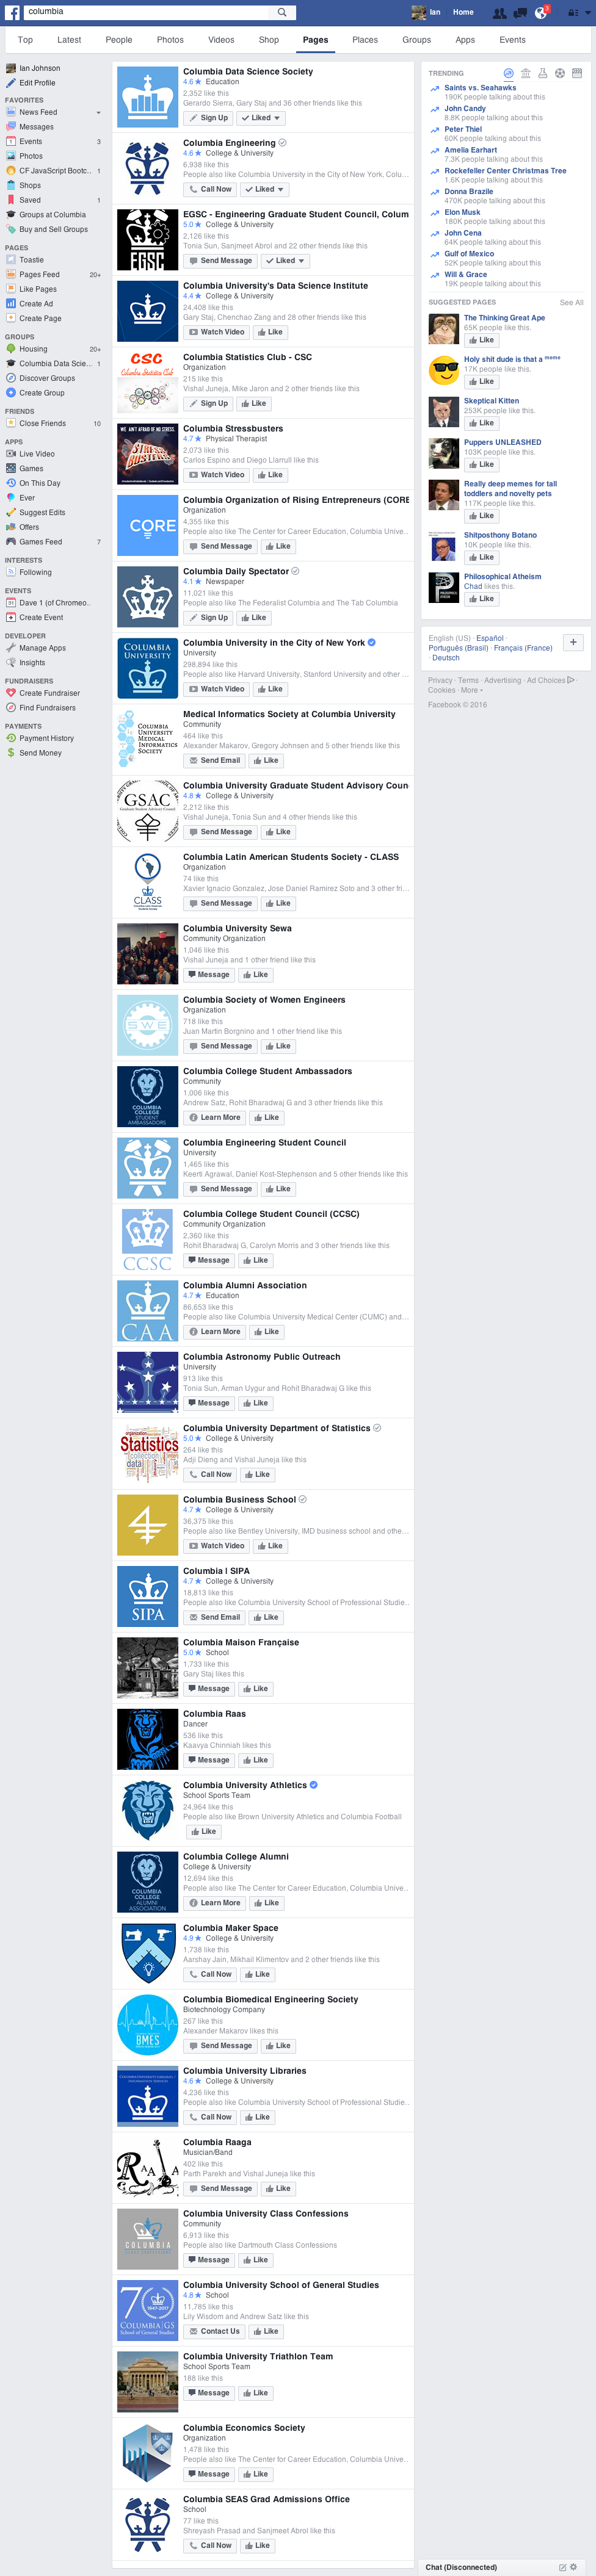 columbia
Ian
Home
3
Top
Latest
People
Photos
Videos
Shop
Pages
Places
Groups
Apps
Events
Ian Johnson
Edit Profile
FAVORITES
News Feed
Messages
Events 3
Photos
CF JavaScript Bootc... 1
Shops
Saved 1
Groups at Columbia
Buy and Sell Groups
PAGES
Toastie
Pages Feed 20+
Like Pages
Create Ad
Create Page
GROUPS
Housing 20+
Columbia Data Scie... 1
Discover Groups
Create Group
FRIENDS
Close Friends 10
APPS
Live Video
Games
On This Day
Ever
Suggest Edits
Offers
Games Feed 7
INTERESTS
Following
EVENTS
Dave 1 (of Chromeo..
Create Event
DEVELOPER
Manage Apps
Insights
FUNDRAISERS
Create Fundraiser
Find Fundraisers
PAYMENTS
Payment History
Send Money
Columbia Data Science Society
4.6 Education
2,352 like this
Gerardo Sierra, Gary Staj and 36 other friends like this
Sign Up Liked
Columbia Engineering
4.6 College & University
6,938 like this
People also like Columbia University in the City of New York, Colu...
Call Now Liked
EGSC
EGSC - Engineering Graduate Student Council, Colum
5.0 College & University
2,126 like this
Tonia Sun, Sanjmeet Abrol and 22 other friends like this
Send Message Liked
Columbia University's Data Science Institute
4.4 College & University
24,408 like this
Gary Staj, Chenchao Zang and 28 other friends like this
Watch Video Like
CSC
Columbia Statistics Club
Columbia Statistics Club - CSC
Organization
215 like this
Vishal Juneja, Mike Jaron and 2 other friends like this
Sign Up Like
WE AIN'T AFRAID OF NO STRESS.
STRESS BUSTERS
Columbia Stressbusters
4.7 Physical Therapist
2,073 like this
Carlos Espino and Diego Llarrull like this
Watch Video Like
CORE
Columbia Organization of Rising Entrepreneurs (CORE
Organization
4,355 like this
People also like The Center for Career Education, Columbia Unive...
Send Message Like
Columbia Daily Spectator
4.1 Newspaper
11,021 like this
People also like The Federalist Columbia and The Tab Columbia
Sign Up Like
COLUMBIA
UNIVERSITY
Columbia University in the City of New York
University
298,894 like this
People also like Harvard University, Stanford University and other ...
Watch Video Like
COLUMBIA
UNIVERSITY
MEDICAL
INFORMATICS
SOCIETY
Medical Informatics Society at Columbia University
Community
464 like this
Alexander Makarov, Gregory Johnsen and 5 other friends like this
Send Email Like
GSAC
Graduate Student Advisory Council
Columbia University Graduate Student Advisory Coun
4.8 College & University
2,212 like this
Vishal Juneja, Tonia Sun and 4 other friends like this
Send Message Like
CLASS
Columbia Latin American Students Society - CLASS
Organization
74 like this
Xavier Ignacio Gonzalez, Jose Daniel Ramirez Soto and 3 other fri...
Send Message Like
Columbia University Sewa
Community Organization
1,046 like this
Vishal Juneja and 1 other friend like this
Message Like
SWE
Columbia Society of Women Engineers
Organization
718 like this
Juan Martin Borgnino and 1 other friend like this
Send Message Like
COLUMBIA
COLLEGE
STUDENT
AMBASSADORS
Columbia College Student Ambassadors
Community
1,006 like this
Andrew Satz, Rohit Bharadwaj G and 3 other friends like this
Learn More Like
Columbia Engineering Student Council
University
1,465 like this
Keerti Agrawal, Daniel Kost-Stephenson and 5 other friends like this
Send Message Like
CCSC
Columbia College Student Council (CCSC)
Community Organization
2,360 like this
Rohit Bharadwaj G, Carolyn Morris and 3 other friends like this
Message Like
CAA
Columbia Alumni Association
4.7 Education
86,653 like this
People also like Columbia University Medical Center (CUMC) and...
Learn More Like
Columbia Astronomy Public Outreach
University
913 like this
Tonia Sun, Arman Uygur and Rohit Bharadwaj G like this
Message Like
Statistics
data
Columbia University Department of Statistics
5.0 College & University
264 like this
Adji Dieng and Vishal Juneja like this
Call Now Like
Columbia Business School
4.7 College & University
36,375 like this
People also like Bentley University, IMD business school and othe...
Watch Video Like
SIPA
Columbia | SIPA
4.7 College & University
18,813 like this
People also like Columbia University School of Professional Studie..
Send Email Like
Columbia Maison Française
5.0 School
1,733 like this
Gary Staj likes this
Message Like
Columbia Raas
Dancer
536 like this
Kaavya Chinniah likes this
Message Like
Columbia University Athletics
School Sports Team
24,964 like this
People also like Brown University Athletics and Columbia Football
Like
COLUMBIA
COLLEGE
ALUMNI
ASSOCIATION
Columbia College Alumni
College & University
12,694 like this
People also like The Center for Career Education, Columbia Unive..
Learn More Like
Columbia Maker Space
4.9 College & University
1,738 like this
Aarshay Jain, Mikhail Klimentov and 2 other friends like this
Call Now Like
BMES
Columbia Biomedical Engineering Society
Biotechnology Company
267 like this
Alexander Makarov likes this
Send Message Like
Columbia University Libraries
4.6 College & University
4,236 like this
People also like Columbia University School of Professional Studie..
Call Now Like
Columbia Raaga
Musician/Band
402 like this
Parth Parekh and Vishal Juneja like this
Send Message Like
COLUMBIA
Columbia University Class Confessions
Community
6,913 like this
People also like Dartmouth Class Confessions
Message Like
70
1947-2017
COLUMBIA|GS
School of General Studies
Columbia University School of General Studies
4.8 School
11,785 like this
Lily Wisdom and Andrew Satz like this
Contact Us Like
Columbia University Triathlon Team
School Sports Team
188 like this
Message Like
Columbia Economics Society
Organization
1,478 like this
People also like The Center for Career Education, Columbia Unive..
Message Like
Columbia SEAS Grad Admissions Office
School
77 like this
Shreyash Prasad and Sanjmeet Abrol like this
Call Now Like
TRENDING
Saints vs. Seahawks
190K people talking about this
John Candy
8.8K people talking about this
Peter Thiel
60K people talking about this
Amelia Earhart
7.3K people talking about this
Rockefeller Center Christmas Tree
1.6K people talking about this
Donna Brazile
470K people talking about this
Elon Musk
180K people talking about this
John Cena
64K people talking about this
Gulf of Mexico
52K people talking about this
Will & Grace
19K people talking about this
SUGGESTED PAGES See All
The Thinking Great Ape
65K people like this.
Like
Holy shit dude is that a meme
17K people like this.
Like
Skeptical Kitten
253K people like this.
Like
Puppers UNLEASHED
103K people like this.
Like
Really deep memes for tall
toddlers and novelty pets
117K people like this.
Like
Shitposthony Botano
10K people like this.
Like
Philosophical Atheism
Chad likes this.
Like
English (US) · Español ·
Português (Brasil) · Français (France)
· Deutsch
+
Privacy · Terms · Advertising · Ad Choices ·
Cookies · More
Facebook © 2016
Chat (Disconnected)